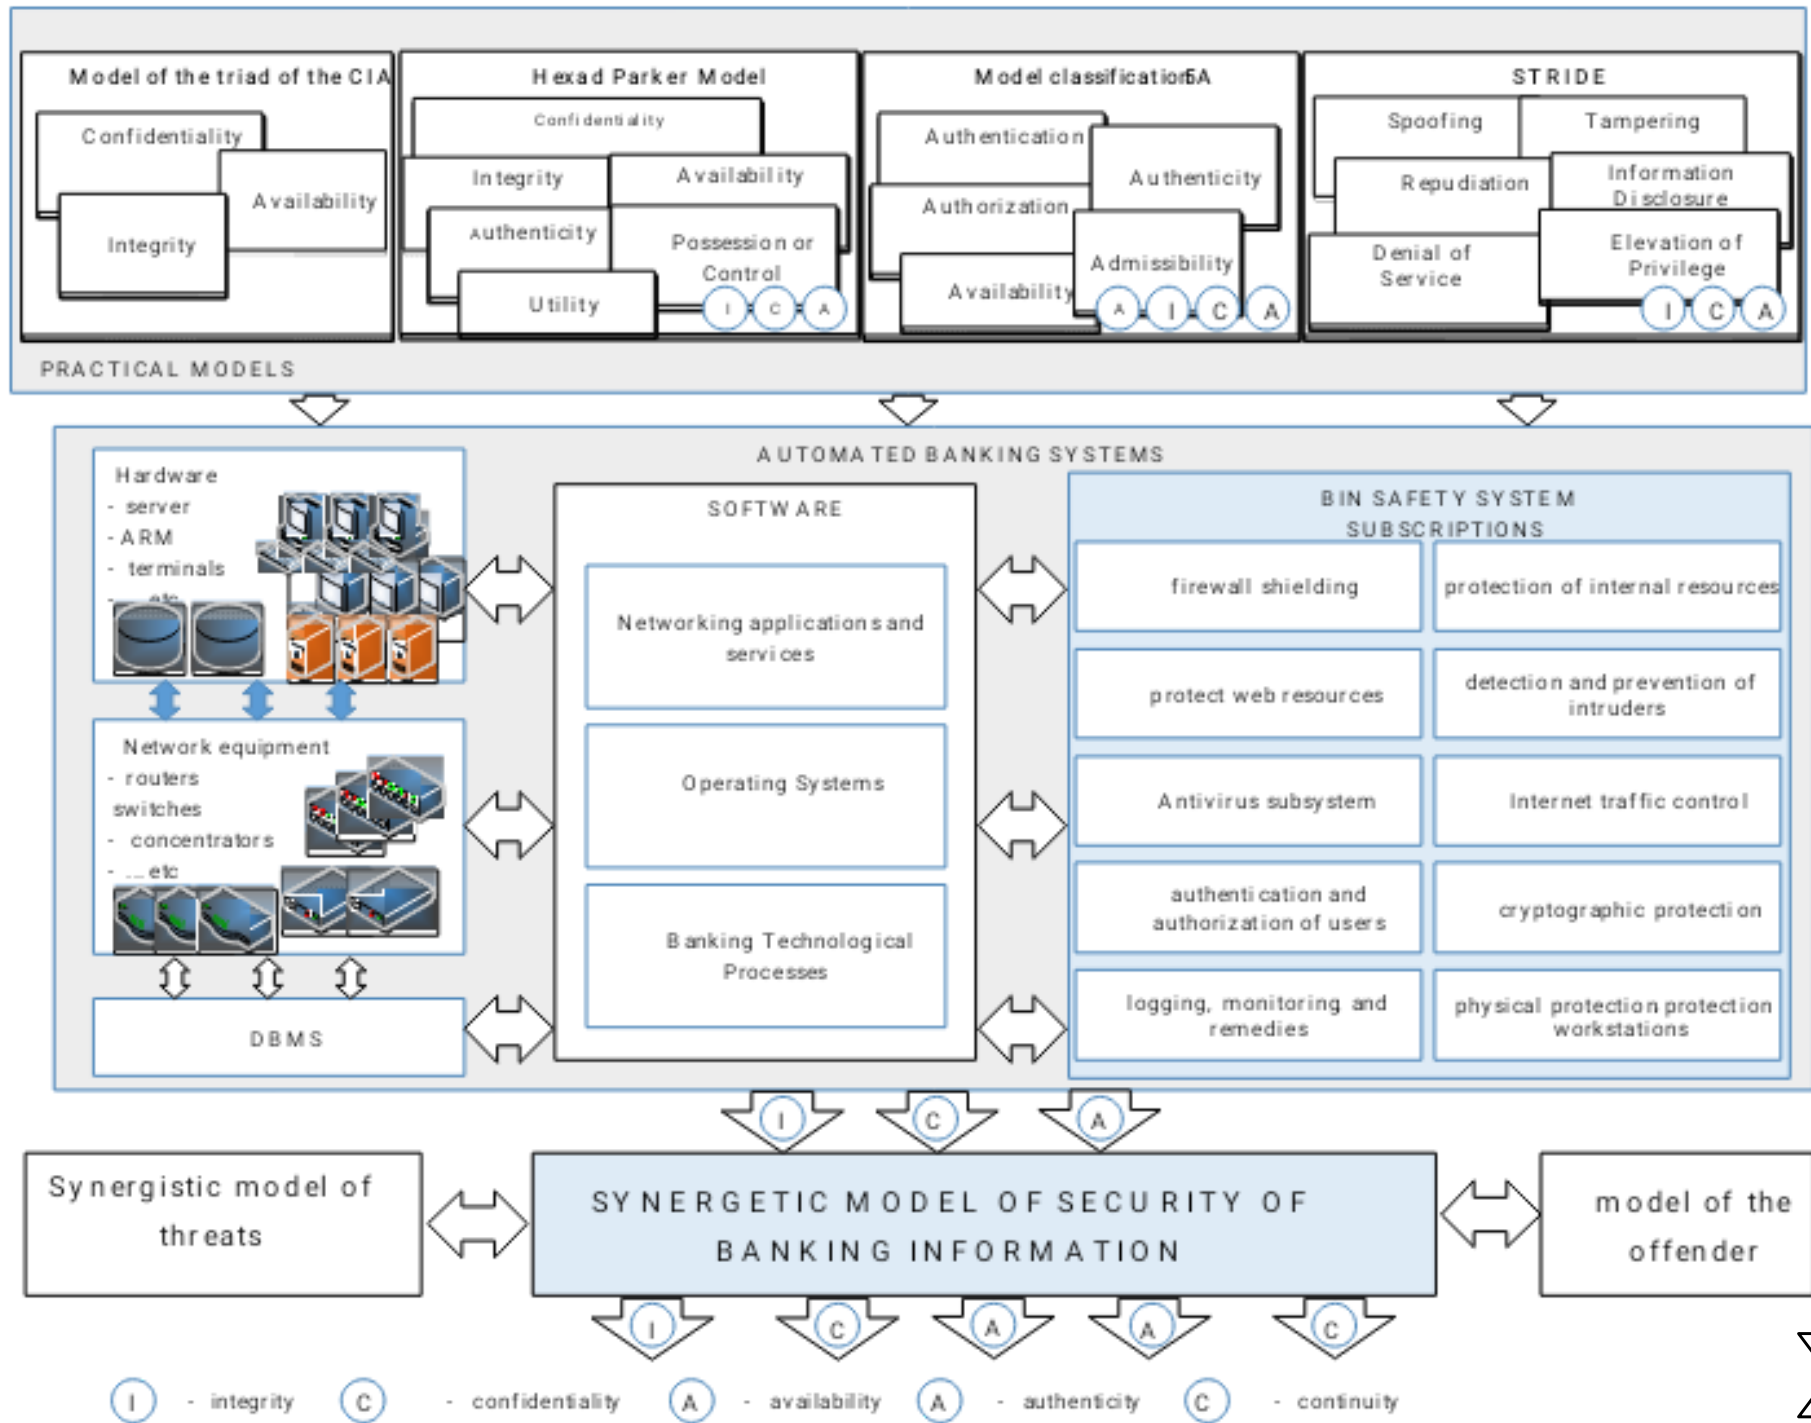 Model of the triad of the CIA
Confidentiality
Availability
Integrity
Hexad Parker Model
Confidentiality
Integrity
Availability
Authenticity
Possession or
Control
Utility
I C A
Model classification5A
Authentication
Authenticity
Authorization
Admissibility
Availability
A I C A
STRIDE
Spoofing
Tampering
Repudiation
Information
Disclosure
Denial of
Service
Elevation of
Privilege
I C A
PRACTICAL MODELS
AUTOMATED BANKING SYSTEMS
Hardware
- server
- ARM
- terminals
- ... etc
Network equipment
- routers
switches
- concentrators
- ... etc
DBMS
SOFTWARE
Networking applications and
services
Operating Systems
Banking Technological
Processes
BIN SAFETY SYSTEM
SUBSCRIPTIONS
firewall shielding
protection of internal resources
protect web resources
detection and prevention of
intruders
Antivirus subsystem
Internet traffic control
authentication and
authorization of users
cryptographic protection
logging, monitoring and
remedies
physical protection protection
workstations
I C A
Synergistic model of
threats
SYNERGETIC MODEL OF SECURITY OF
BANKING INFORMATION
model of the
offender
I C A A C
I - integrity C - confidentiality A - availability A - authenticity C - continuity